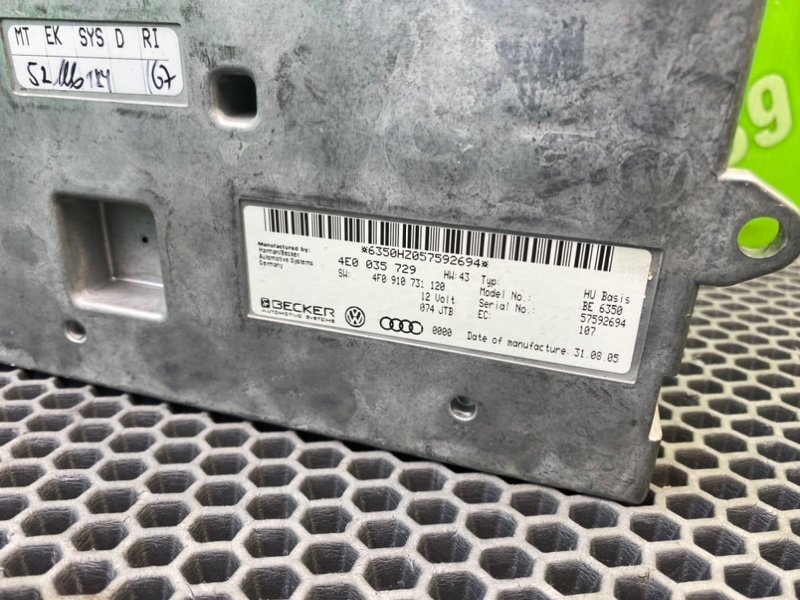 MT EK SYS D RI
67
*6350HZ057592694*
Manufactured by:
Harman/Becker
Automotive Systems
Germany
4E0 035 729 HW:43 Typ: HU Basis
SW: 4F0 910 731 120 Model No.: BE 6350
12 Volt Serial No.: 57592694
074 JTB EC: 107
BECKER
AUTOMOTIVE SYSTEMS
0000 Date of manufacture: 31.08.05